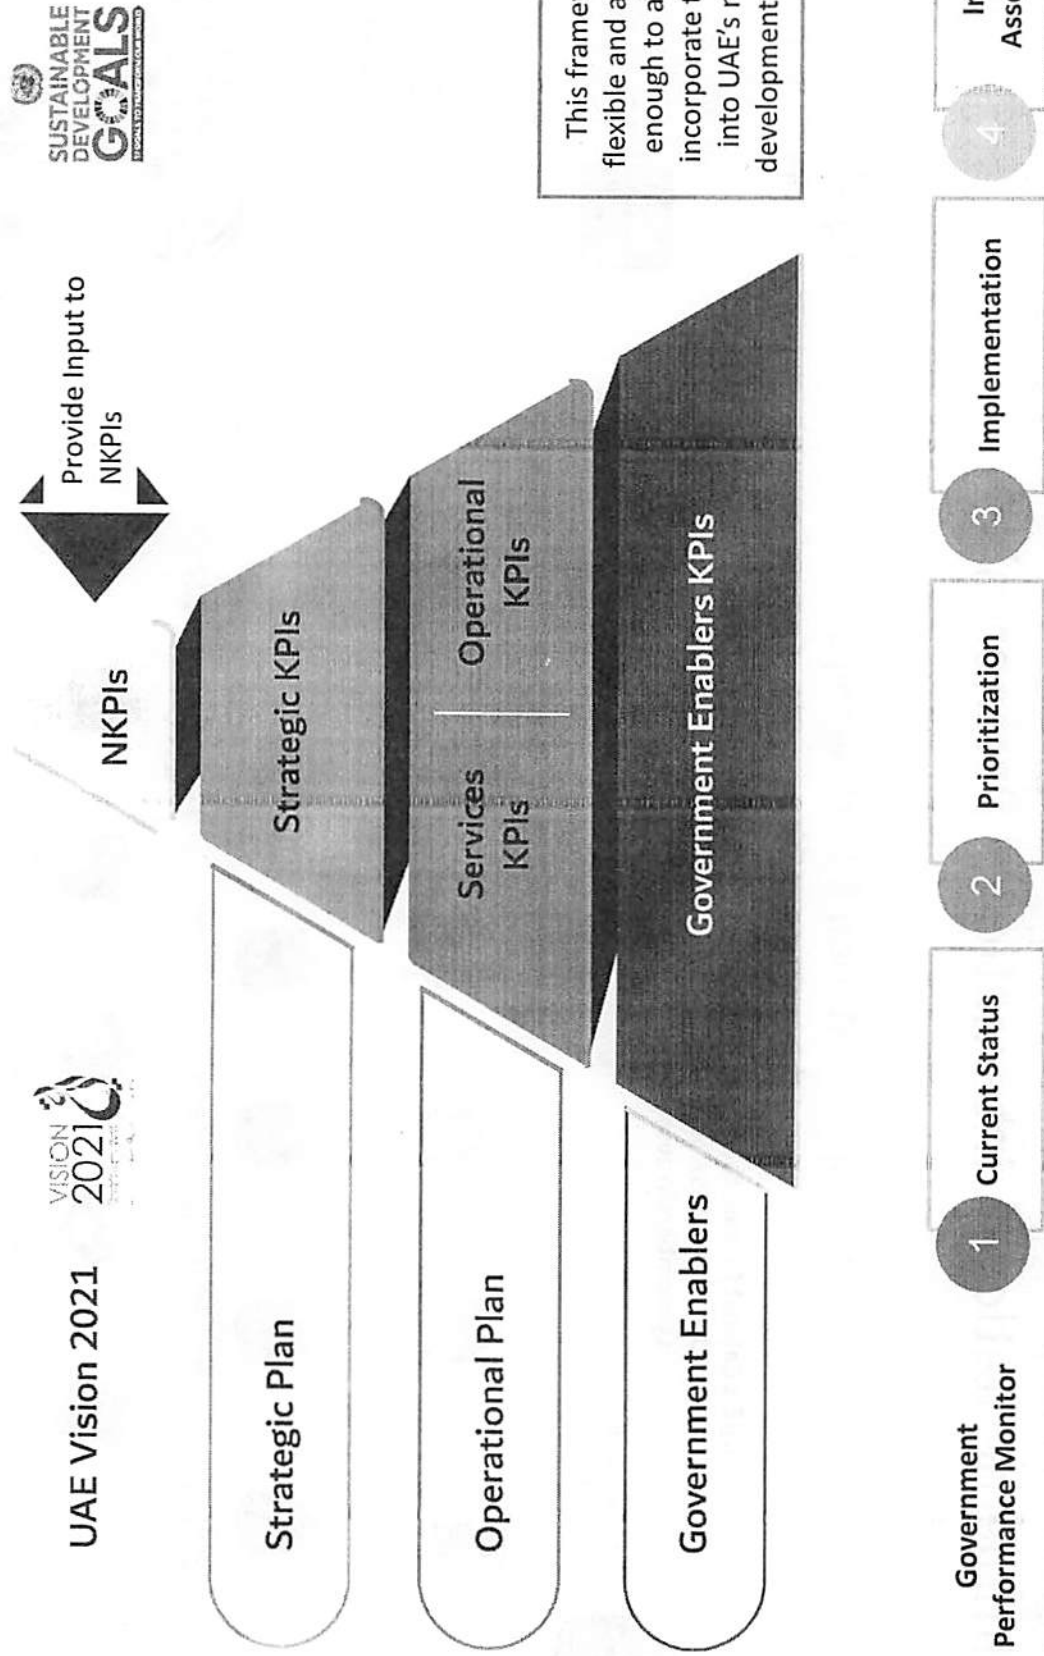 UAE Vision 2021
VISION
2021
SUSTAINABLE
DEVELOPMENT
GOALS
NKPIs
Provide Input to
NKPIs
Strategic Plan
Strategic KPIs
Operational Plan
Services
KPIs
Operational
KPIs
Government Enablers
Government Enablers KPIs
This frame
flexible and a
enough to a
incorporate t
into UAE's r
development
Government
Performance Monitor
1
Current Status
2
Prioritization
3
Implementation
4